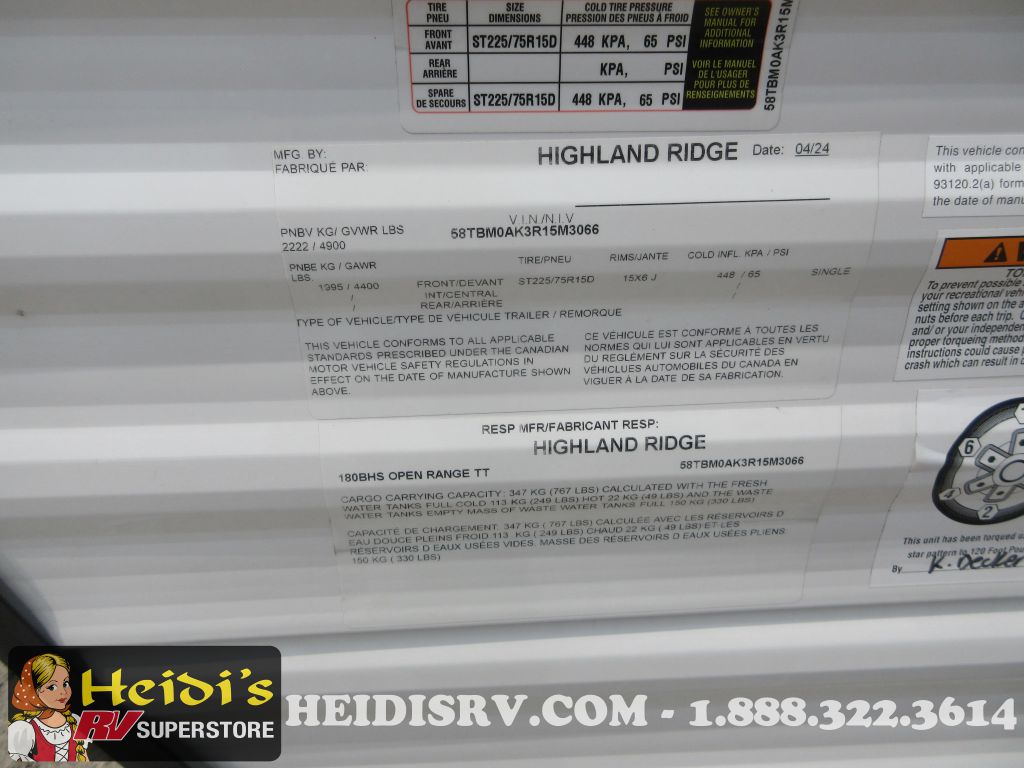 TIRE PNEU SIZE DIMENSIONS COLD TIRE PRESSURE PRESSION DES PNEUS À FROID
FRONT AVANT ST225/75R15D 448 KPA, 65 PSI
REAR ARRIÈRE KPA, PSI
SPARE DE SECOURS ST225/75R15D 448 KPA, 65 PSI
SEE OWNER'S
MANUAL FOR
ADDITIONAL
INFORMATION
VOIR LE MANUEL
DE L'USAGER
POUR PLUS DE
RENSEIGNEMENTS
58TBM0AK3R15M
MFG. BY:
FABRIQUÉ PAR:
HIGHLAND RIDGE Date: 04/24
V.I.N./N.I.V
PNBV KG/ GVWR LBS 58TBM0AK3R15M3066
2222 / 4900
PNBE KG / GAWR LBS. TIRE/PNEU RIMS/JANTE COLD INFL. KPA / PSI
1995 / 4400 FRONT/DEVANT ST225/75R15D 15X6 J 448 / 65 SINGLE
/ INT/CENTRAL /
/ REAR/ARRIÈRE
TYPE OF VEHICLE/TYPE DE VÉHICULE TRAILER / REMORQUE
THIS VEHICLE CONFORMS TO ALL APPLICABLE
STANDARDS PRESCRIBED UNDER THE CANADIAN
MOTOR VEHICLE SAFETY REGULATIONS IN
EFFECT ON THE DATE OF MANUFACTURE SHOWN
ABOVE.
CE VÉHICULE EST CONFORME À TOUTES LES
NORMES QUI LUI SONT APPLICABLES EN VERTU
DU RÈGLEMENT SUR LA SÉCURITÉ DES
VÉHICLUES AUTOMOBILES DU CANADA EN
VIGUER À LA DATE DE SA FABRICATION.
RESP MFR/FABRICANT RESP:
HIGHLAND RIDGE
180BHS OPEN RANGE TT 58TBM0AK3R15M3066
CARGO CARRYING CAPACITY: 347 KG (767 LBS) CALCULATED WITH THE FRESH
WATER TANKS FULL COLD 113 KG (249 LBS) HOT 22 KG (49 LBS) AND THE WASTE
WATER TANKS EMPTY MASS OF WASTE WATER TANKS FULL 150 KG (330 LBS)
CAPACITÉ DE CHARGEMENT: 347 KG ( 767 LBS) CALCULÉE AVEC LES RÉSERVOIRS D
EAU DOUCE PLEINS FROID 113 KG ( 249 LBS) CHAUD 22 KG ( 49 LBS) ET LES
RÉSERVOIRS D EAUX USÉES VIDES. MASSE DES RÉSERVOIRS D EAUX USÉES PLIENS
150 KG ( 330 LBS)
This vehicle con
with applicable
93120.2(a) form
the date of manu
To prevent possible
your recreational vehi
setting shown on the a
nuts before each trip.
and/ or your independen
proper torqueing method
instructions could cause
crash which can result in
6
4
2
This unit has been torqued
star pattern to 120 Foot Pou
By K. Decker
Heidi's
RV SUPERSTORE
HEIDISRV.COM - 1.888.322.3614